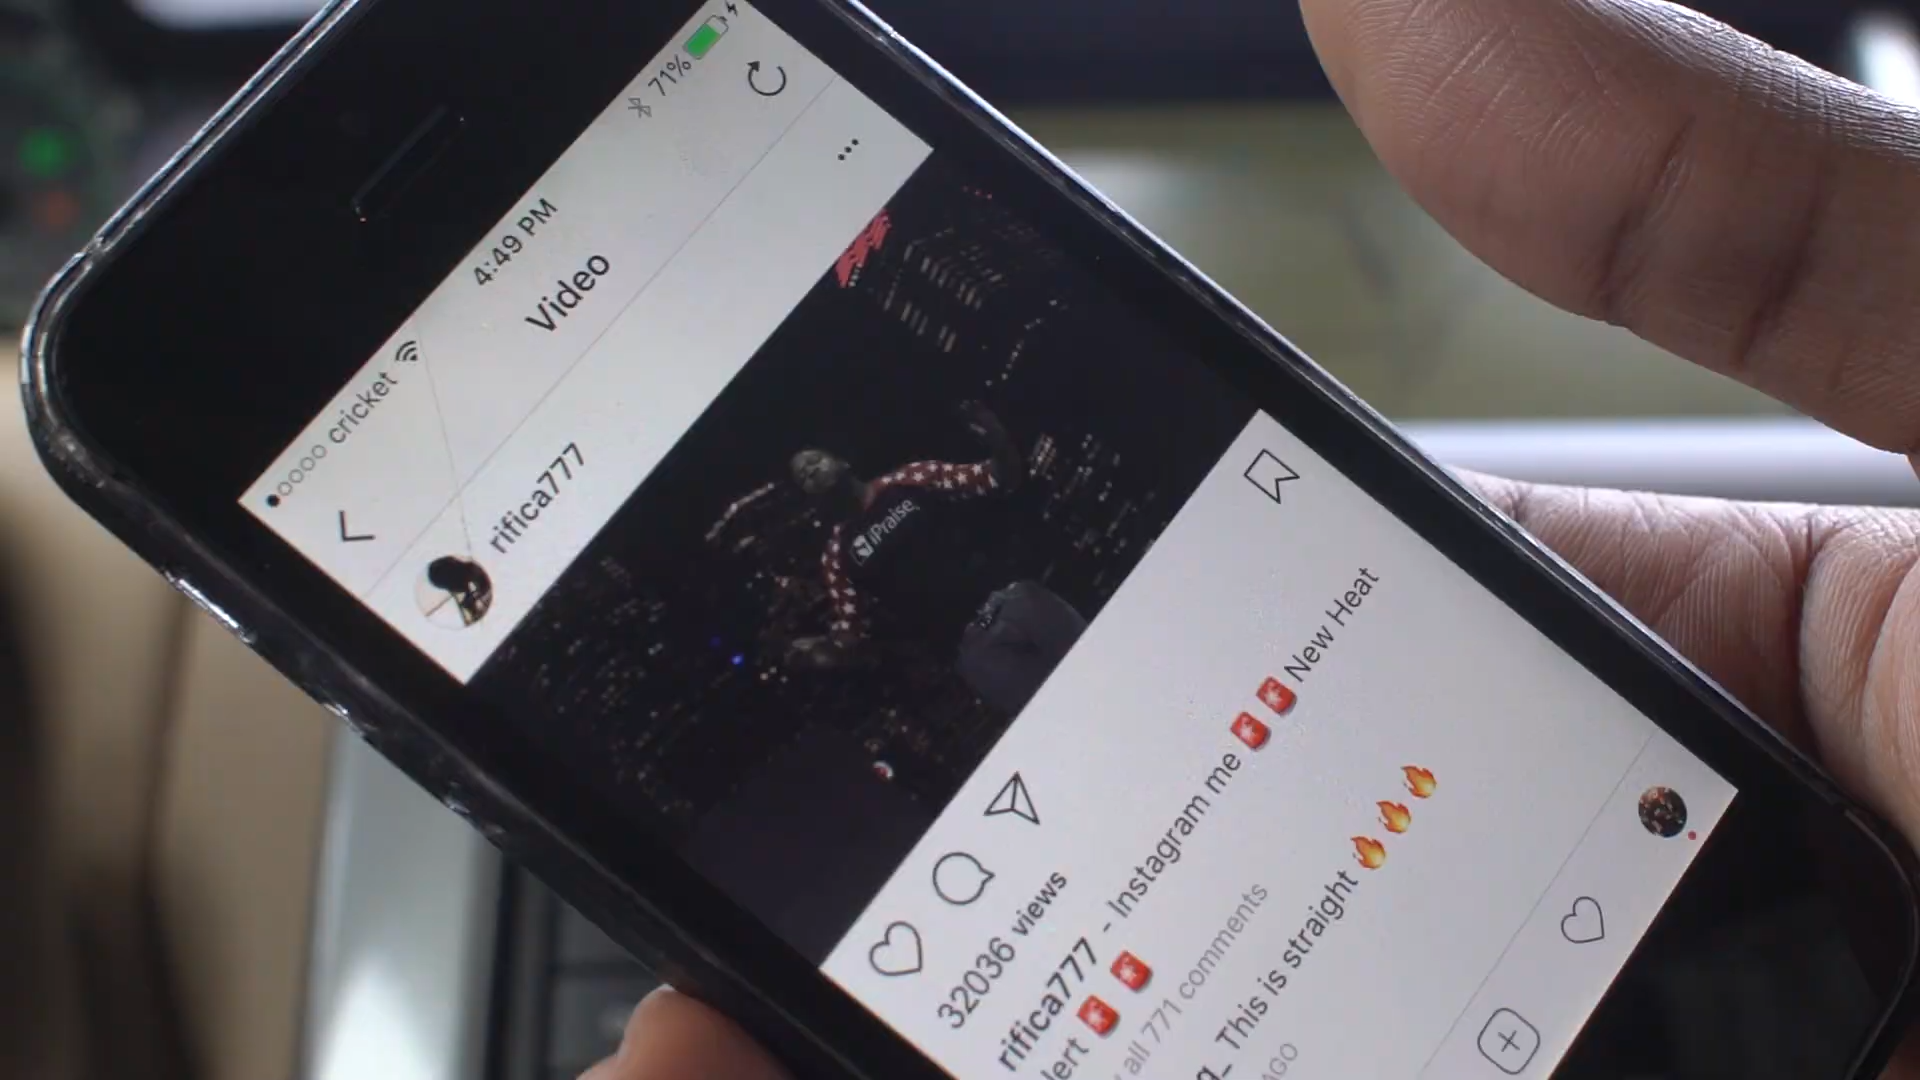 cricket 4:49 PM 71%
Video
rifica777
iPraise
32036 views
rifica777 - Instagram me 🚨🚨 New Heat
lert 🚨🚨
all 771 comments
This is straight 🔥🔥🔥
AGO